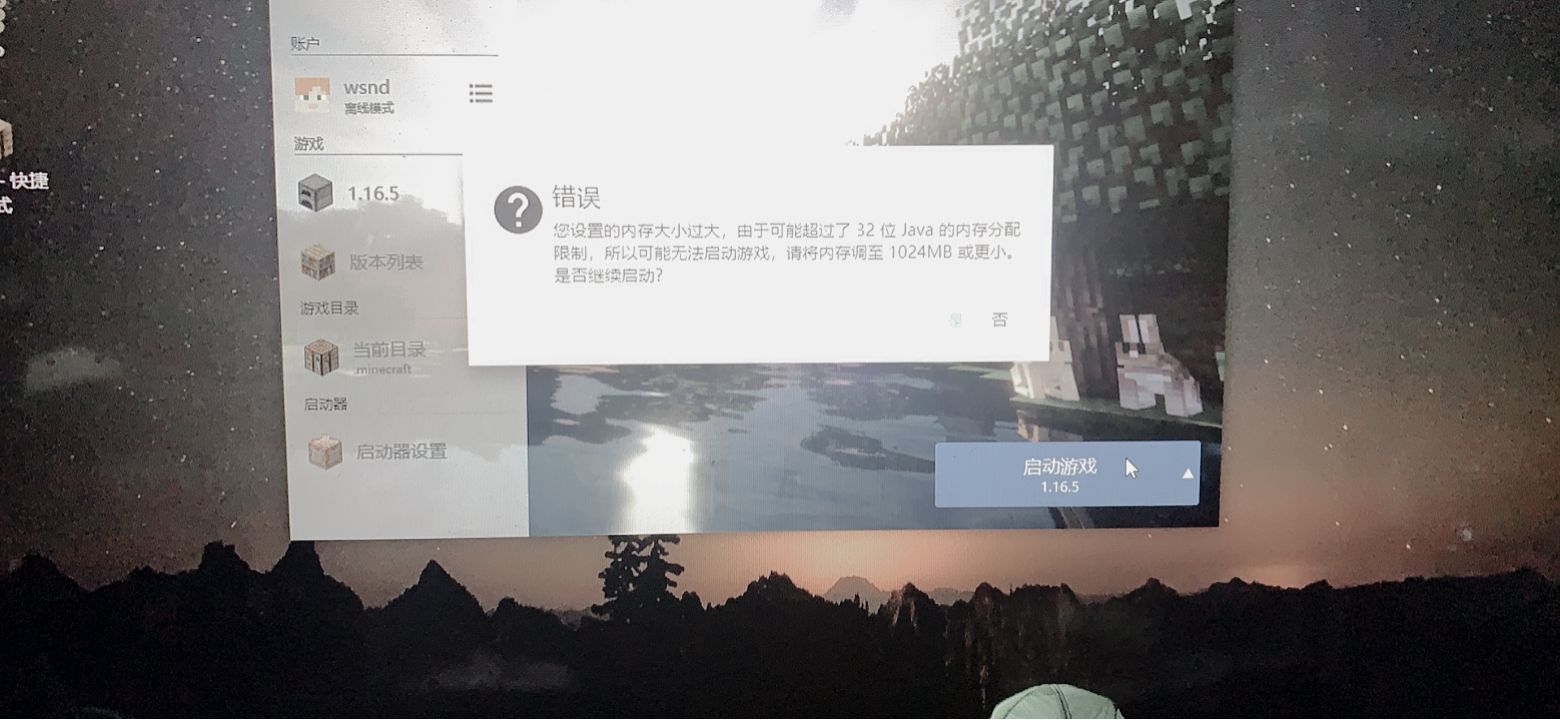 账户
wsnd
离线模式
游戏
1.16.5
版本列表
游戏目录
当前目录
.minecraft
启动器
启动器设置
错误
您设置的内存大小过大，由于可能超过了 32 位 Java 的内存分配
限制，所以可能无法启动游戏，请将内存调至 1024MB 或更小。
是否继续启动？
是
否
启动游戏
1.16.5
- 快捷
式